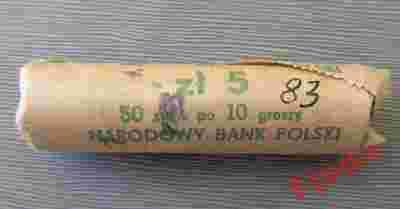 zł 5
83
50 szt. po 10 groszy
NARODOWY BANK POLSKI